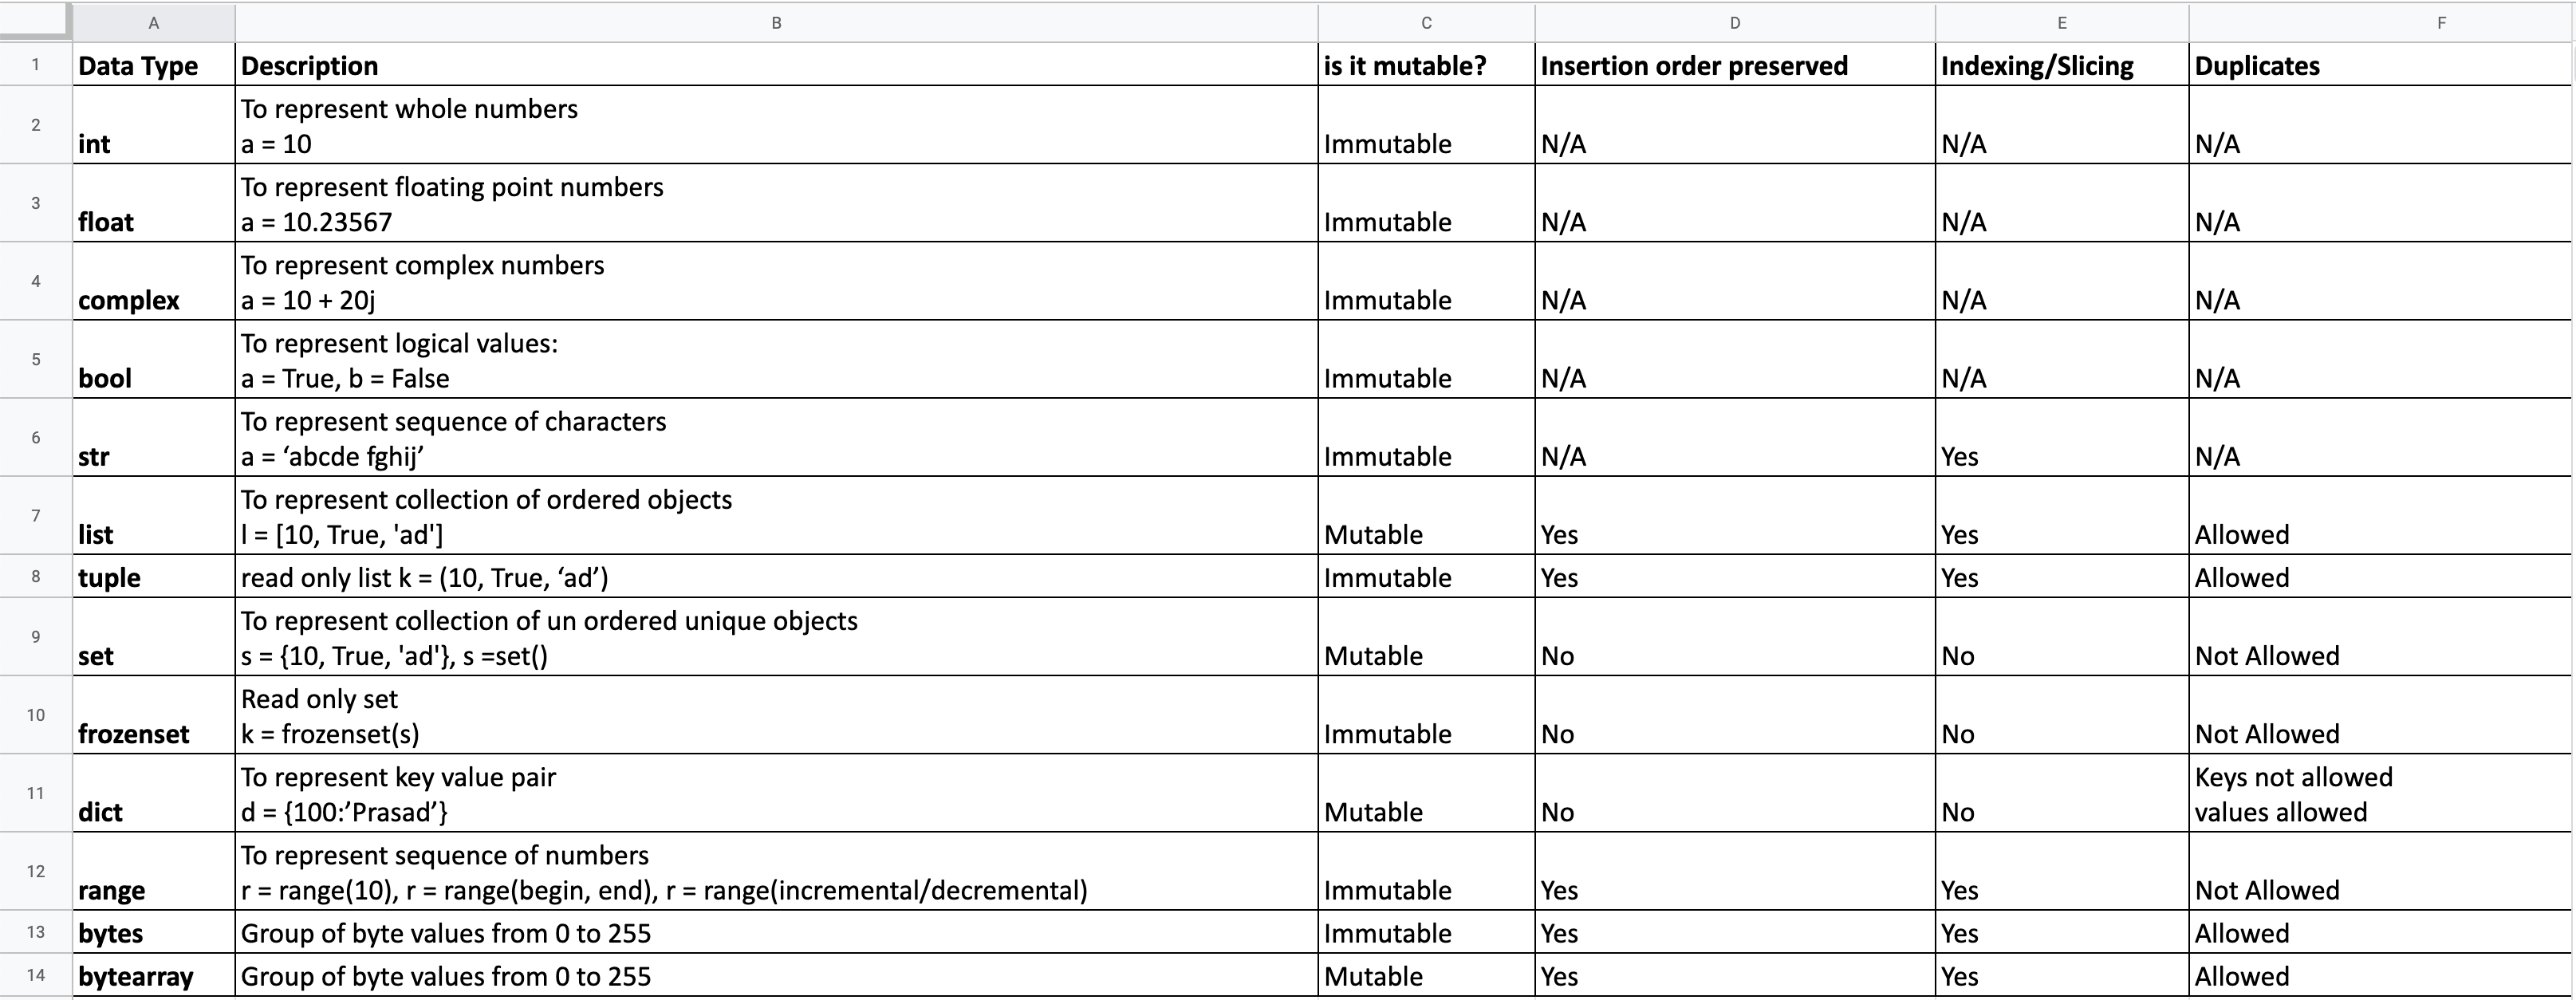 A B C D E F
1 Data Type Description is it mutable? Insertion order preserved Indexing/Slicing Duplicates
To represent whole numbers
2 int a = 10 Immutable N/A N/A N/A
To represent floating point numbers
3 float a = 10.23567 Immutable N/A N/A N/A
To represent complex numbers
4 complex a = 10 + 20j Immutable N/A N/A N/A
To represent logical values:
5 bool a = True, b = False Immutable N/A N/A N/A
To represent sequence of characters
6 str a = ‘abcde fghij’ Immutable N/A Yes N/A
To represent collection of ordered objects
7 list l = [10, True, 'ad'] Mutable Yes Yes Allowed
8 tuple read only list k = (10, True, ‘ad’) Immutable Yes Yes Allowed
To represent collection of un ordered unique objects
9 set s = {10, True, 'ad'}, s =set() Mutable No No Not Allowed
Read only set
10 frozenset k = frozenset(s) Immutable No No Not Allowed
To represent key value pair Keys not allowed
11 dict d = {100:’Prasad’} Mutable No No values allowed
To represent sequence of numbers
12 range r = range(10), r = range(begin, end), r = range(incremental/decremental) Immutable Yes Yes Not Allowed
13 bytes Group of byte values from 0 to 255 Immutable Yes Yes Allowed
14 bytearray Group of byte values from 0 to 255 Mutable Yes Yes Allowed